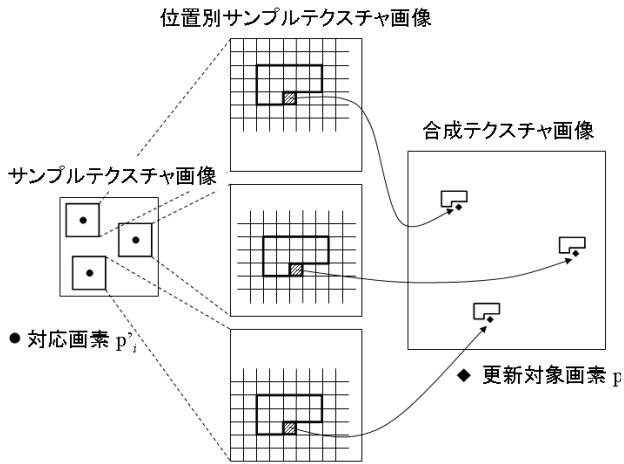 位置別サンプルテクスチャ画像
合成テクスチャ画像
サンプルテクスチャ画像
● 対応画素 p'i
◆ 更新対象画素 p